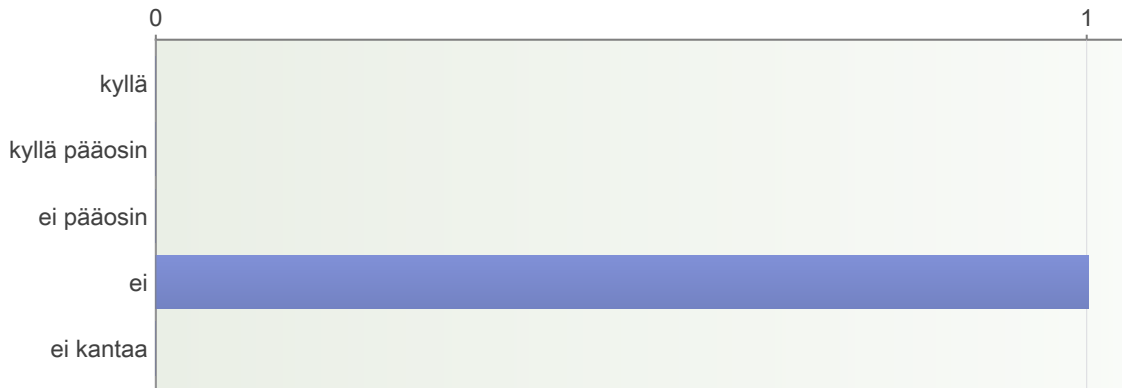 0 1
kyllä
kyllä pääosin
ei pääosin
ei
ei kantaa